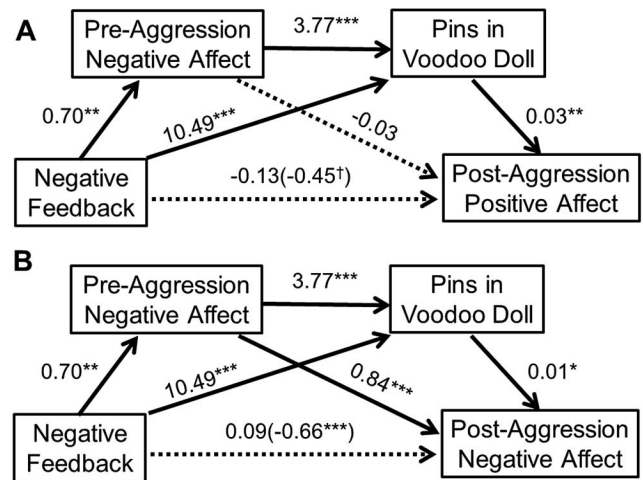 A
Pre-Aggression
Negative Affect
3.77***
Pins in
Voodoo Doll
0.70**
10.49***
-0.03
0.03**
Negative
Feedback
-0.13(-0.45†)
Post-Aggression
Positive Affect
B
Pre-Aggression
Negative Affect
3.77***
Pins in
Voodoo Doll
0.70**
10.49***
0.84***
0.01*
Negative
Feedback
0.09(-0.66***)
Post-Aggression
Negative Affect